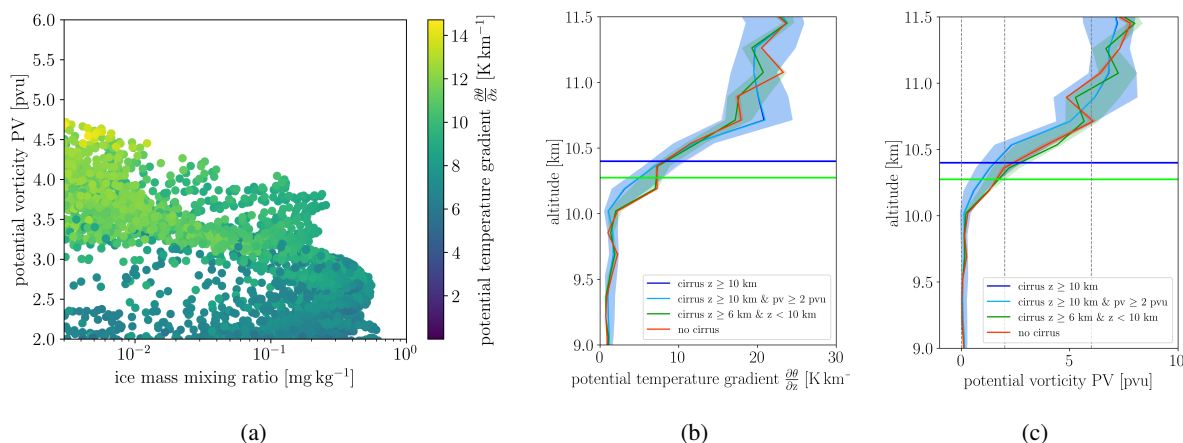 6.0
5.5
5.0
4.5
4.0
3.5
3.0
2.5
2.0
potential vorticity PV [pvu]
10⁻² 10⁻¹ 10⁰
ice mass mixing ratio [mg kg⁻¹]
14
12
10
8
6
4
2
potential temperature gradient ∂θ/∂z [K km⁻¹]
(a)
11.5
11.0
10.5
10.0
9.5
9.0
altitude [km]
cirrus z ≥ 10 km
cirrus z ≥ 10 km & pv ≥ 2 pvu
cirrus z ≥ 6 km & z < 10 km
no cirrus
0 10 20 30
potential temperature gradient ∂θ/∂z [K km⁻
(b)
11.5
11.0
10.5
10.0
9.5
9.0
altitude [km]
cirrus z ≥ 10 km
cirrus z ≥ 10 km & pv ≥ 2 pvu
cirrus z ≥ 6 km & z < 10 km
no cirrus
0 5 10
potential vorticity PV [pvu]
(c)